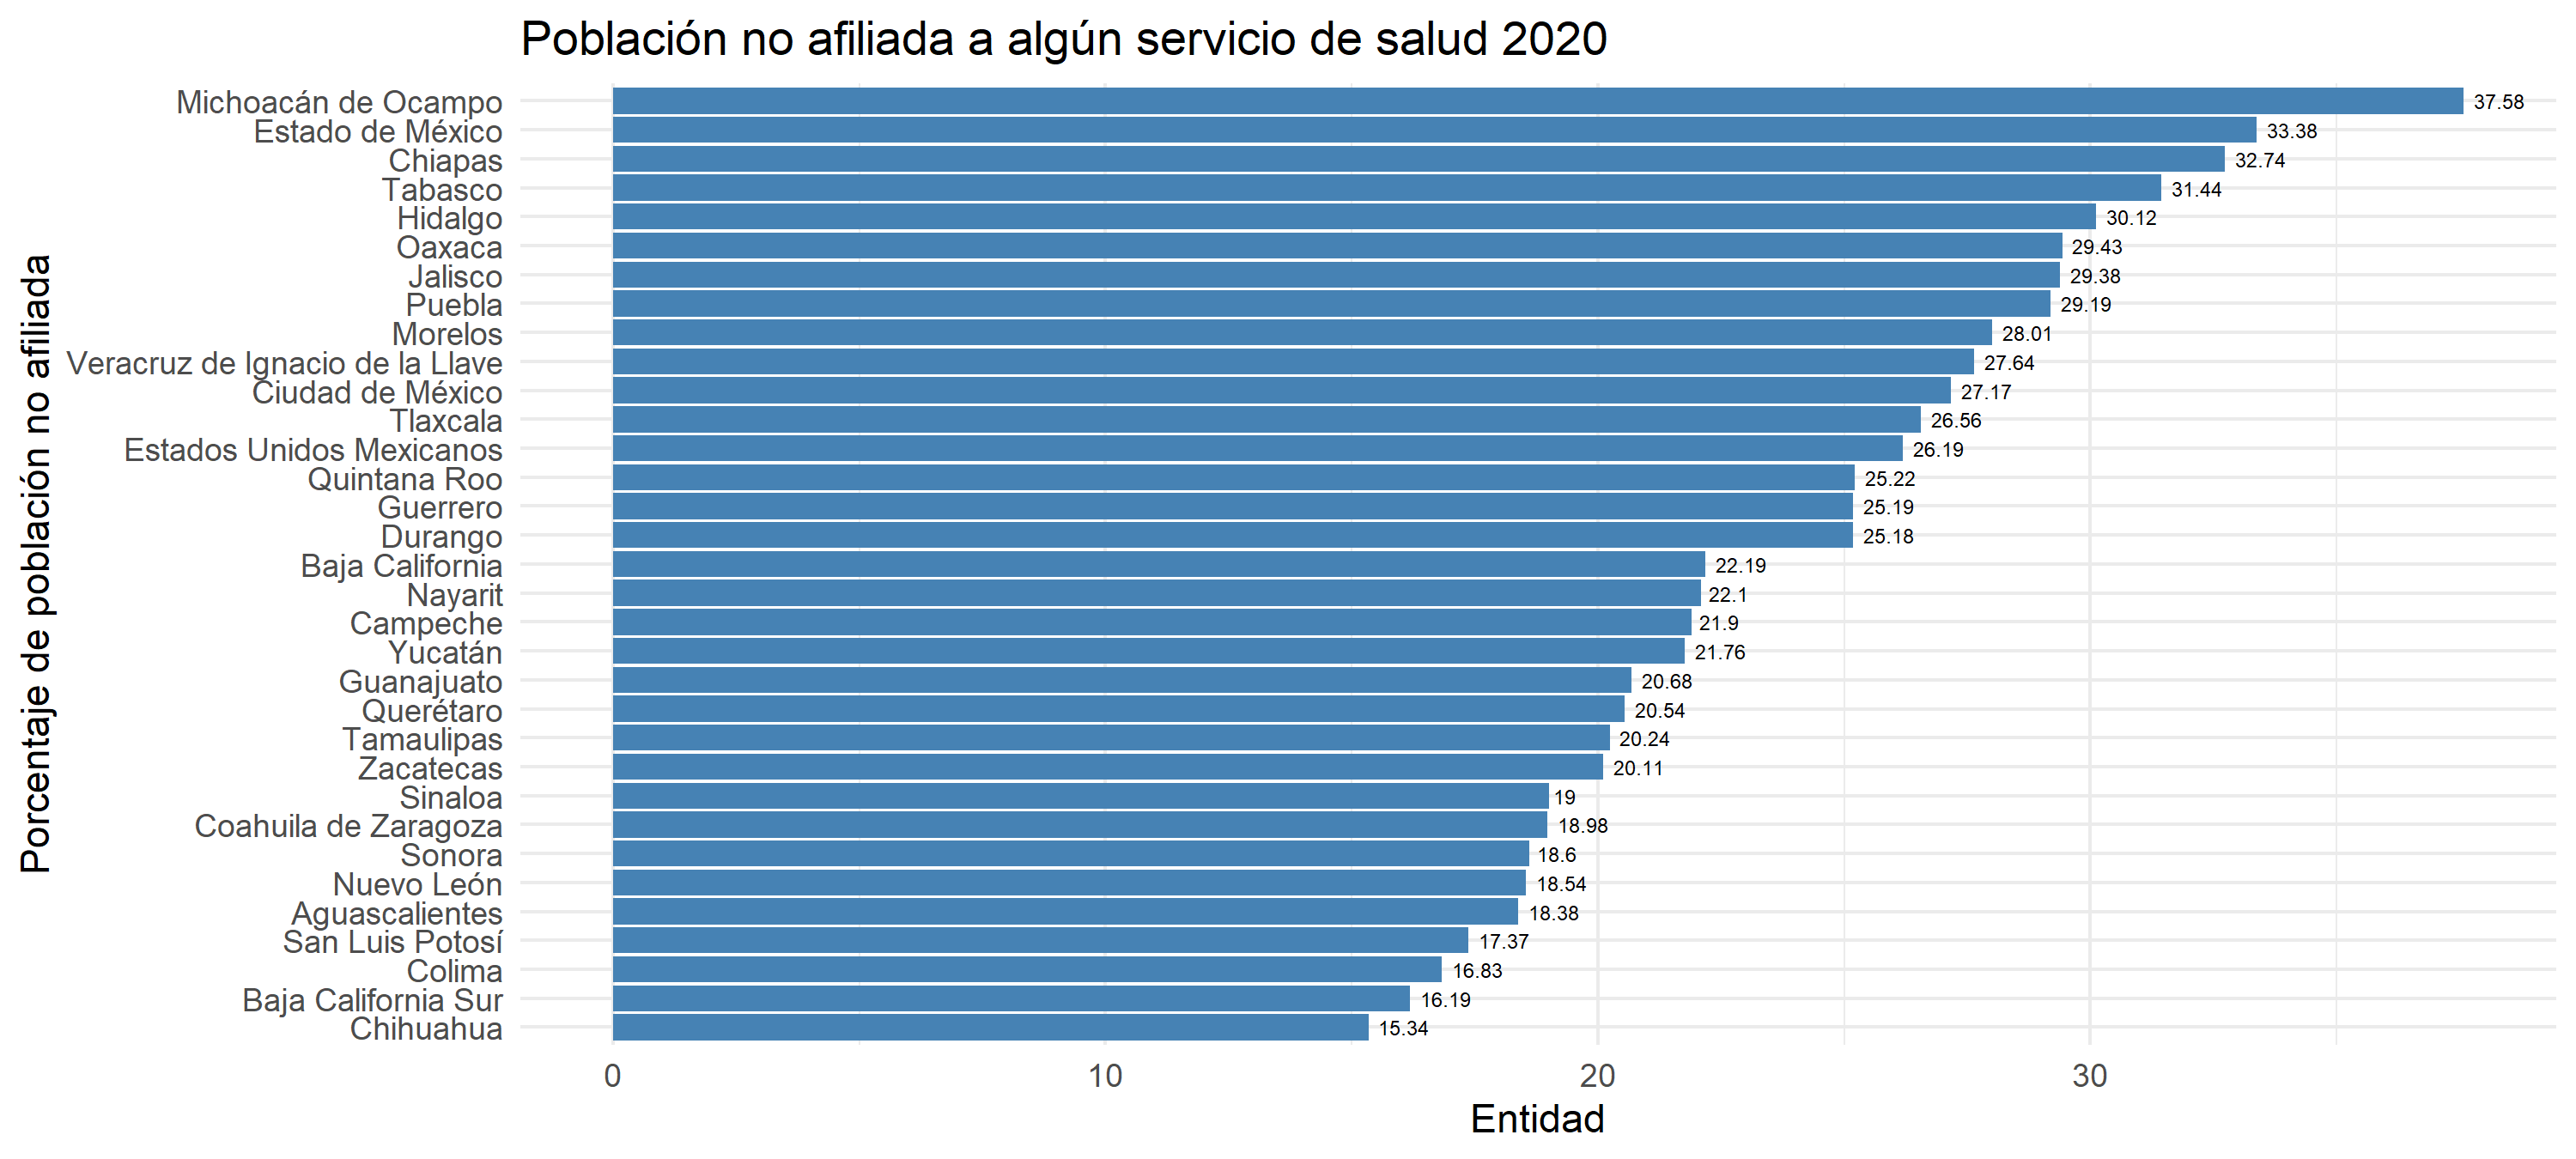 Población no afiliada a algún servicio de salud 2020
Porcentaje de población no afiliada
Michoacán de Ocampo 37.58
Estado de México 33.38
Chiapas 32.74
Tabasco 31.44
Hidalgo 30.12
Oaxaca 29.43
Jalisco 29.38
Puebla 29.19
Morelos 28.01
Veracruz de Ignacio de la Llave 27.64
Ciudad de México 27.17
Tlaxcala 26.56
Estados Unidos Mexicanos 26.19
Quintana Roo 25.22
Guerrero 25.19
Durango 25.18
Baja California 22.19
Nayarit 22.1
Campeche 21.9
Yucatán 21.76
Guanajuato 20.68
Querétaro 20.54
Tamaulipas 20.24
Zacatecas 20.11
Sinaloa 19
Coahuila de Zaragoza 18.98
Sonora 18.6
Nuevo León 18.54
Aguascalientes 18.38
San Luis Potosí 17.37
Colima 16.83
Baja California Sur 16.19
Chihuahua 15.34
0 10 20 30
Entidad